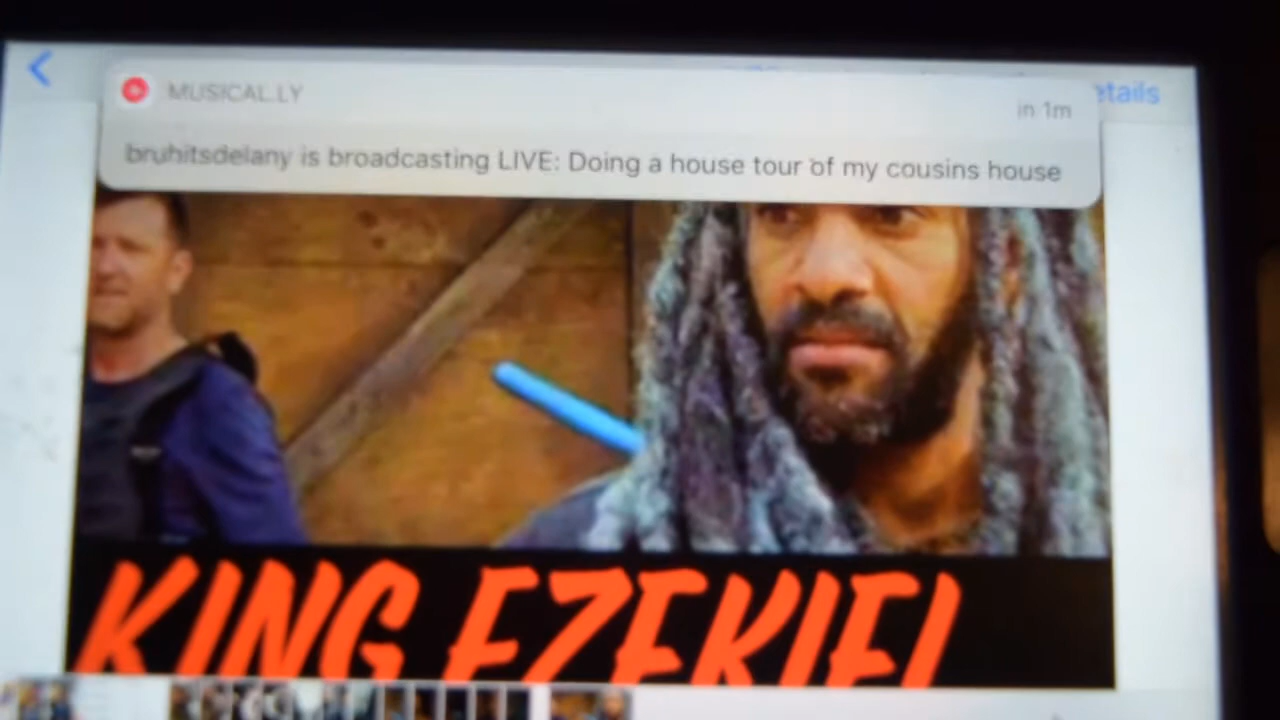 MUSICAL.LY
in 1m
etails
bruhitsdelany is broadcasting LIVE: Doing a house tour of my cousins house
KING EZEKIEL